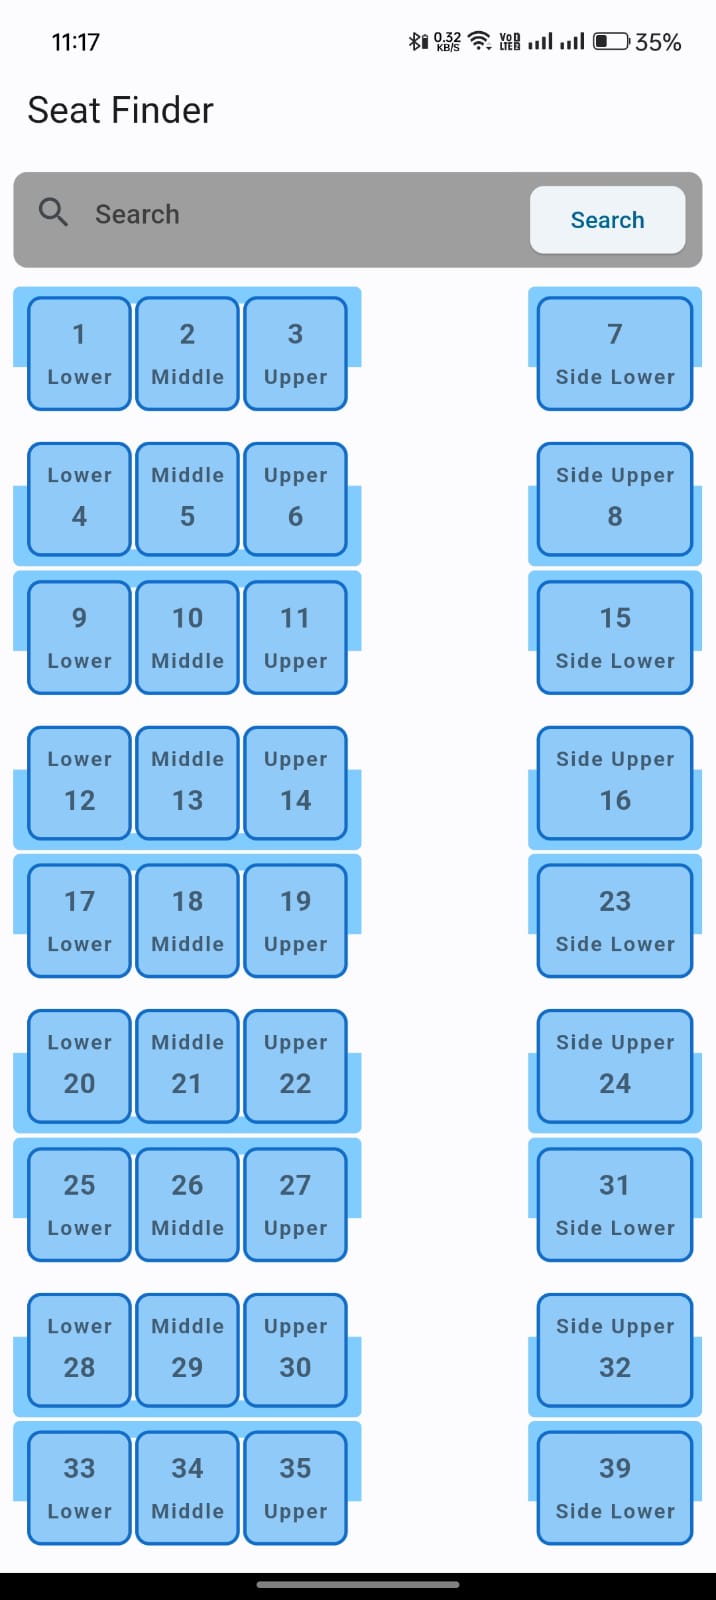 11:17 0.32 KB/S VoD LTE2 35%
Seat Finder
Search Search
1 2 3 7
Lower Middle Upper Side Lower
Lower Middle Upper Side Upper
4 5 6 8
9 10 11 15
Lower Middle Upper Side Lower
Lower Middle Upper Side Upper
12 13 14 16
17 18 19 23
Lower Middle Upper Side Lower
Lower Middle Upper Side Upper
20 21 22 24
25 26 27 31
Lower Middle Upper Side Lower
Lower Middle Upper Side Upper
28 29 30 32
33 34 35 39
Lower Middle Upper Side Lower